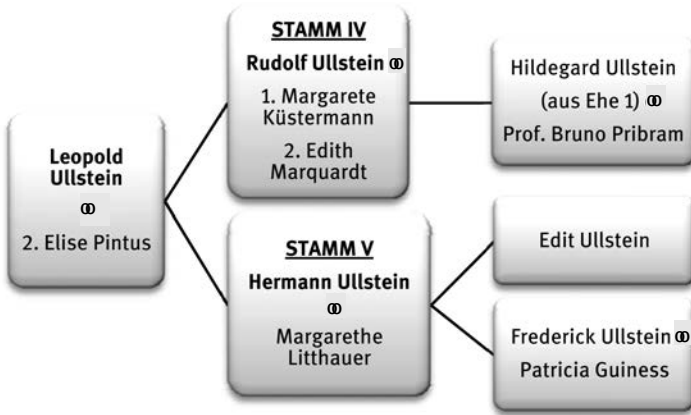 Leopold
Ullstein
⚭
2. Elise Pintus
STAMM IV
Rudolf Ullstein ⚭
1. Margarete
Küstermann
2. Edith
Marquardt
Hildegard Ullstein
(aus Ehe 1) ⚭
Prof. Bruno Pribram
STAMM V
Hermann Ullstein
⚭
Margarethe
Litthauer
Edit Ullstein
Frederick Ullstein ⚭
Patricia Guiness